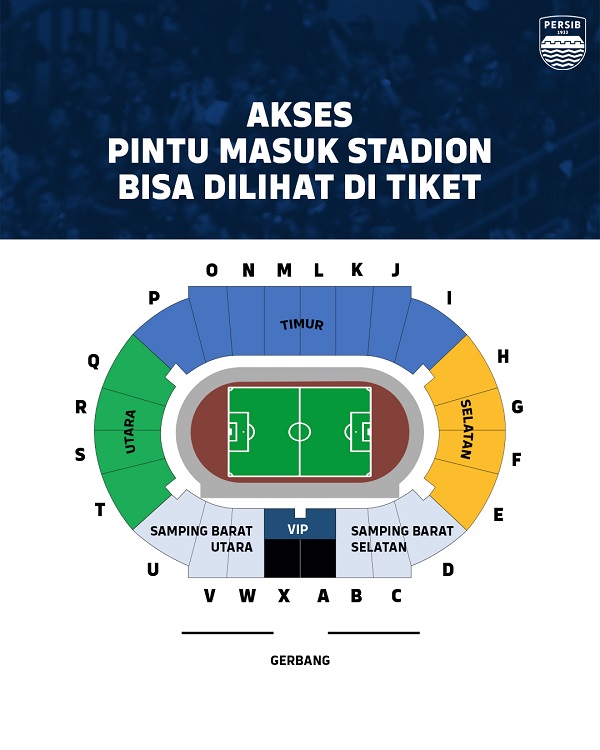 PERSIB
1933
AKSES
PINTU MASUK STADION
BISA DILIHAT DI TIKET
O N M L K J
P I
TIMUR
Q H
R G
UTARA SELATAN
S F
T E
SAMPING BARAT
UTARA
VIP
SAMPING BARAT
SELATAN
U D
V W X A B C
GERBANG